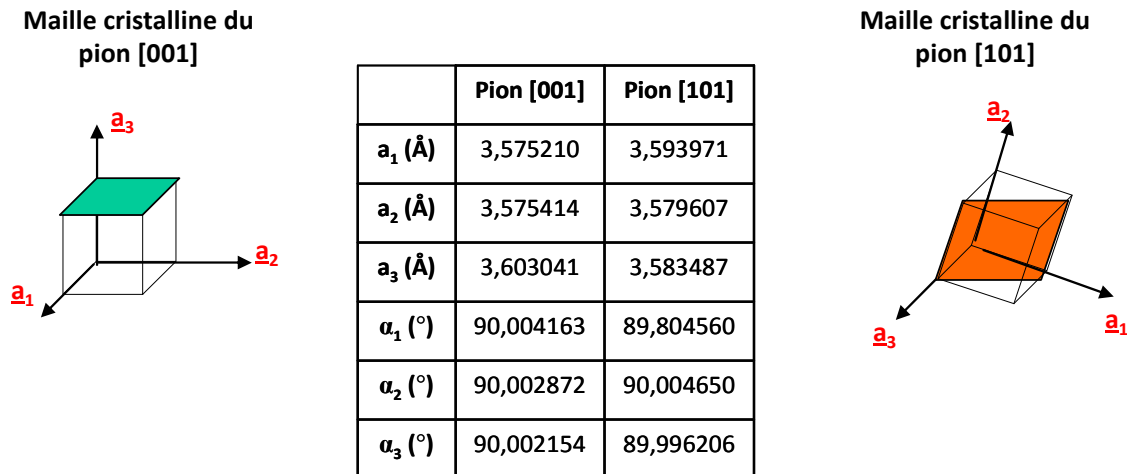 Maille cristalline du
pion [001]
a₃
a₂
a₁
Pion [001] Pion [101]
a₁ (Å) 3,575210 3,593971
a₂ (Å) 3,575414 3,579607
a₃ (Å) 3,603041 3,583487
α₁ (°) 90,004163 89,804560
α₂ (°) 90,002872 90,004650
α₃ (°) 90,002154 89,996206
Maille cristalline du
pion [101]
a₂
a₃
a₁